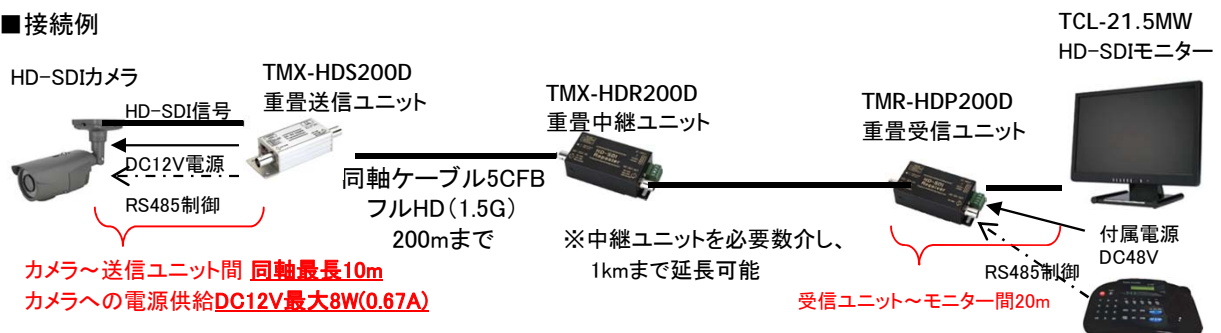 ■接続例
HD-SDIカメラ
HD-SDI信号
DC12V電源
RS485制御
TMX-HDS200D
重畳送信ユニット
同軸ケーブル5CFB
フルHD(1.5G)
200mまで
TMX-HDR200D
重畳中継ユニット
HD-SDI
Repeater
※中継ユニットを必要数介し、
1kmまで延長可能
TMR-HDP200D
重畳受信ユニット
HD-SDI
Receiver
TCL-21.5MW
HD-SDIモニター
付属電源
DC48V
RS485制御
カメラ～送信ユニット間 同軸最長10m
カメラへの電源供給DC12V最大8W(0.67A)
受信ユニット～モニター間20m